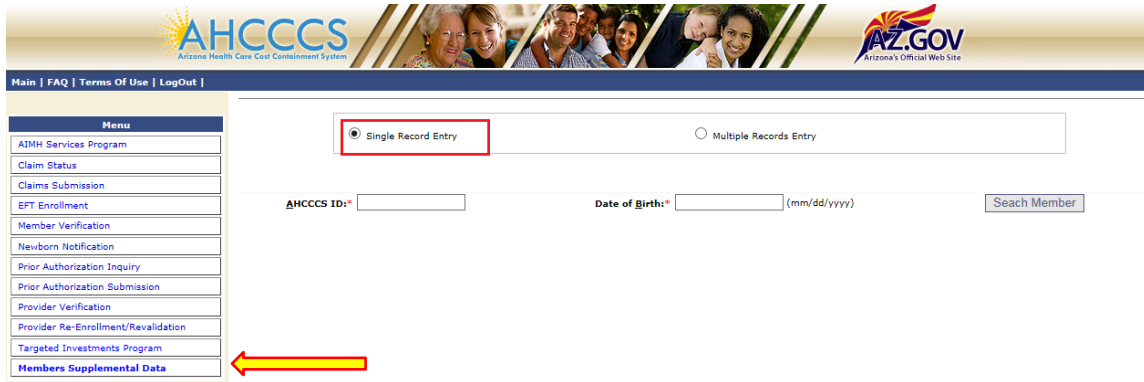 AHCCCS
Arizona Health Care Cost Containment System
AZ.GOV
Arizona's Official Web Site
Main | FAQ | Terms Of Use | LogOut |
Menu
AIMH Services Program
Claim Status
Claims Submission
EFT Enrollment
Member Verification
Newborn Notification
Prior Authorization Inquiry
Prior Authorization Submission
Provider Verification
Provider Re-Enrollment/Revalidation
Targeted Investments Program
Members Supplemental Data
Single Record Entry Multiple Records Entry
AHCCCS ID:* Date of Birth:* (mm/dd/yyyy) Seach Member